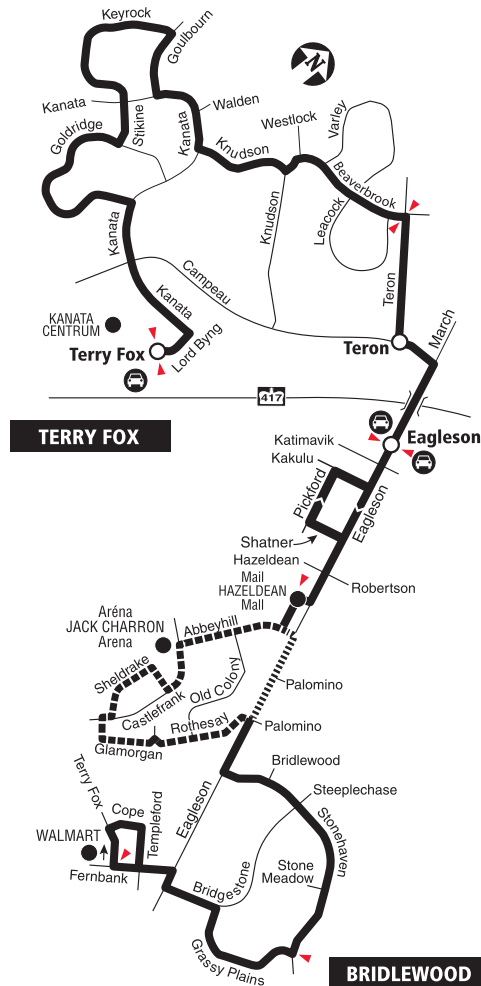 Keyrock
Goulbourn
N
Kanata
Stikine
Walden
Goldridge
Kanata
Westlock
Varley
Knudson
Beaverbrook
Kanata
Knudson
Leacock
Campeau
Teron
Kanata
KANATA
CENTRUM
Lord Byng
Terry Fox
Teron
March
417
TERRY FOX
Eagleson
Katimavik
Kakulu
Pickford
Eagleson
Shatner
Hazeldean
Mail
HAZELDEAN
Mall
Robertson
Aréna
JACK CHARRON
Arena
Abbeyhill
Sheldrake
Old Colony
Palomino
Castlefrank
Rothesay
Palomino
Glamorgan
Bridlewood
Terry Fox
Steeplechase
Eagleson
Cope
Templeford
Stonehaven
WALMART
Stone
Meadow
Fernbank
Bridgestone
Grassy Plains
BRIDLEWOOD